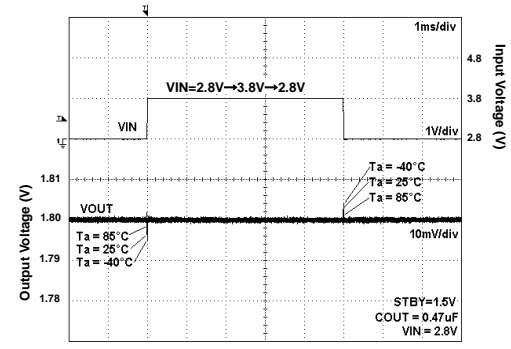 1ms/div
4.8
VIN=2.8V→3.8V→2.8V
3.8
VIN
1V/div
2.8
Input Voltage (V)
Ta = -40°C
Ta = 25°C
Ta = 85°C
1.81
VOUT
1.80
10mV/div
Ta = 85°C
Ta = 25°C
Ta = -40°C
1.79
1.78
Output Voltage (V)
STBY=1.5V
COUT = 0.47uF
VIN = 2.8V